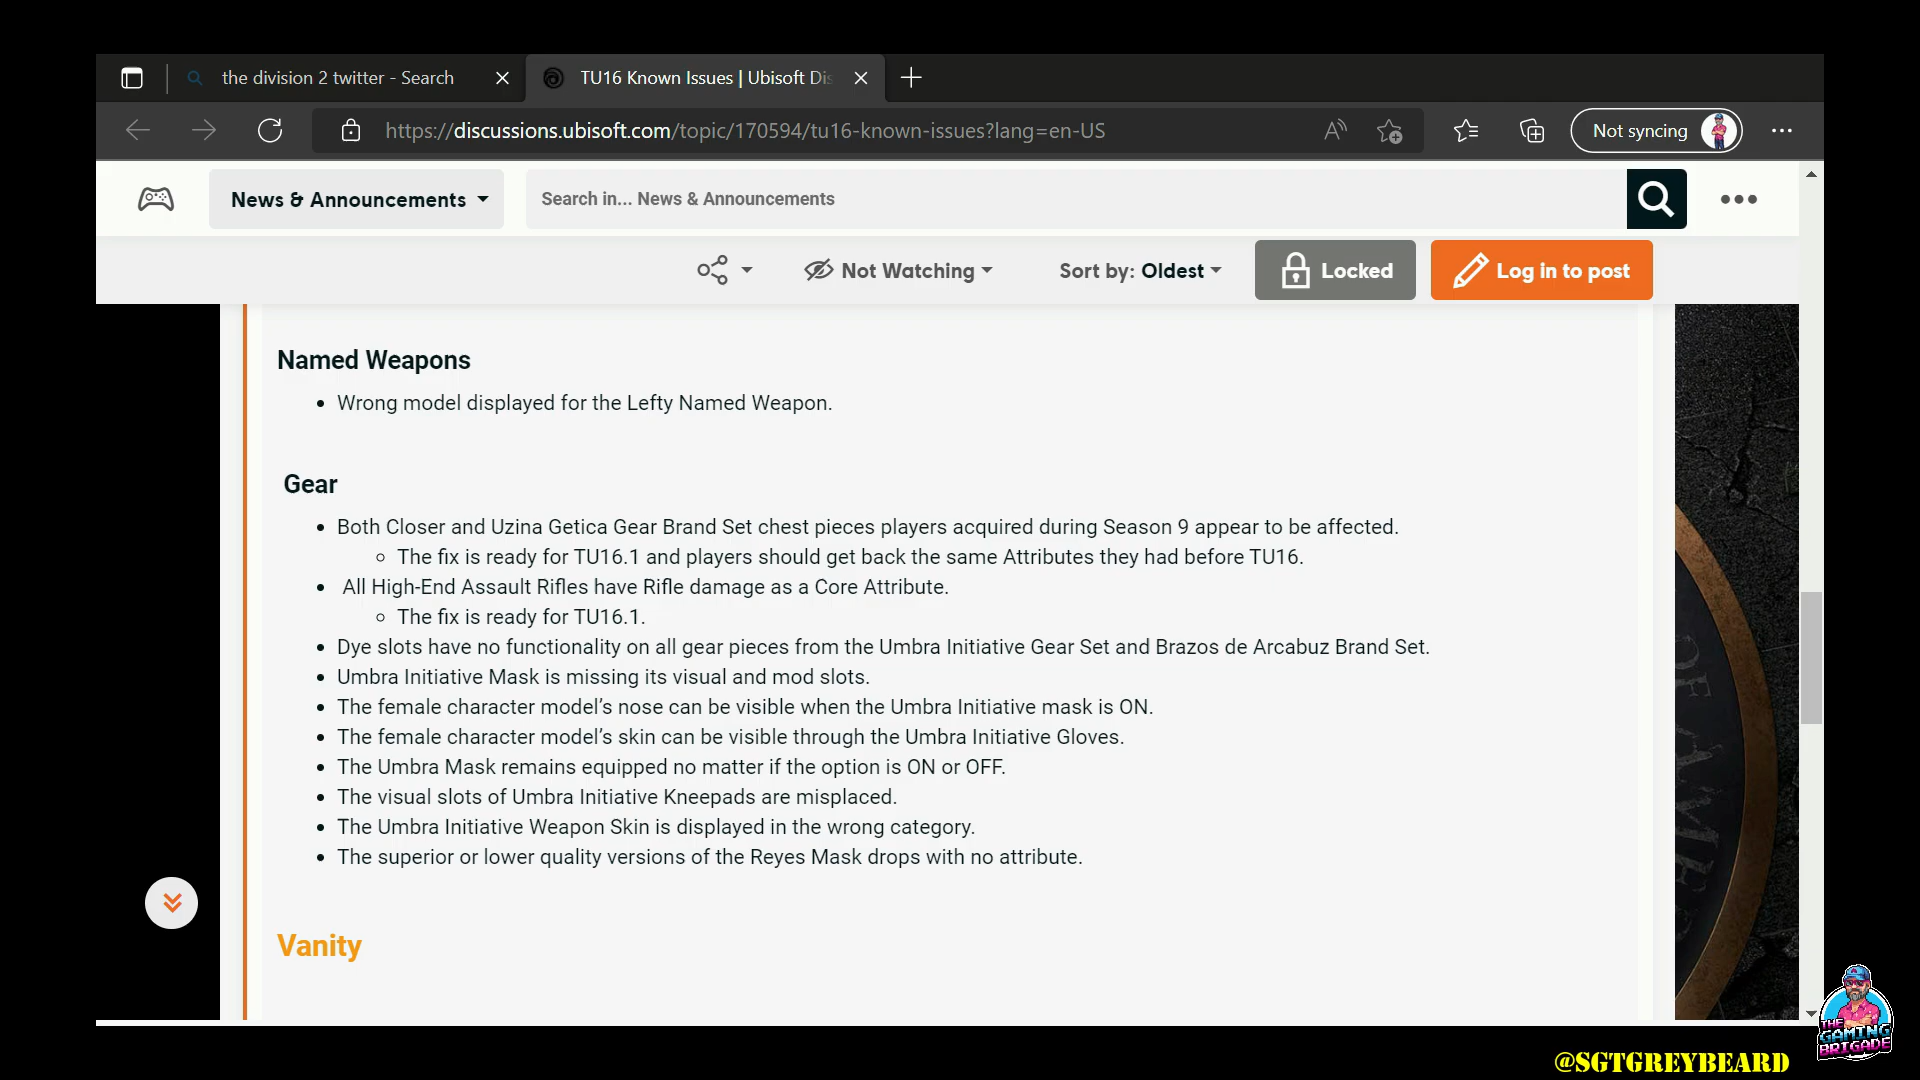 the division 2 twitter - Search
TU16 Known Issues | Ubisoft Dis
https://discussions.ubisoft.com/topic/170594/tu16-known-issues?lang=en-US
Not syncing
News & Announcements
Search in... News & Announcements
Not Watching
Sort by: Oldest
Locked
Log in to post
Named Weapons
Wrong model displayed for the Lefty Named Weapon.
Gear
Both Closer and Uzina Getica Gear Brand Set chest pieces players acquired during Season 9 appear to be affected.
The fix is ready for TU16.1 and players should get back the same Attributes they had before TU16.
All High-End Assault Rifles have Rifle damage as a Core Attribute.
The fix is ready for TU16.1.
Dye slots have no functionality on all gear pieces from the Umbra Initiative Gear Set and Brazos de Arcabuz Brand Set.
Umbra Initiative Mask is missing its visual and mod slots.
The female character model’s nose can be visible when the Umbra Initiative mask is ON.
The female character model’s skin can be visible through the Umbra Initiative Gloves.
The Umbra Mask remains equipped no matter if the option is ON or OFF.
The visual slots of Umbra Initiative Kneepads are misplaced.
The Umbra Initiative Weapon Skin is displayed in the wrong category.
The superior or lower quality versions of the Reyes Mask drops with no attribute.
Vanity
THE
GAMING
BRIGADE
@SGTGREYBEARD